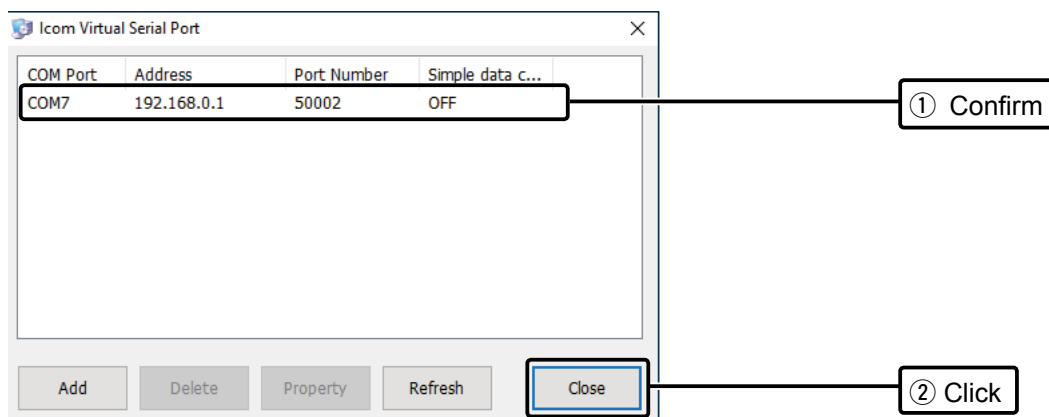 Icom Virtual Serial Port
COM Port Address Port Number Simple data c...
COM7 192.168.0.1 50002 OFF
① Confirm
Add Delete Property Refresh Close
② Click